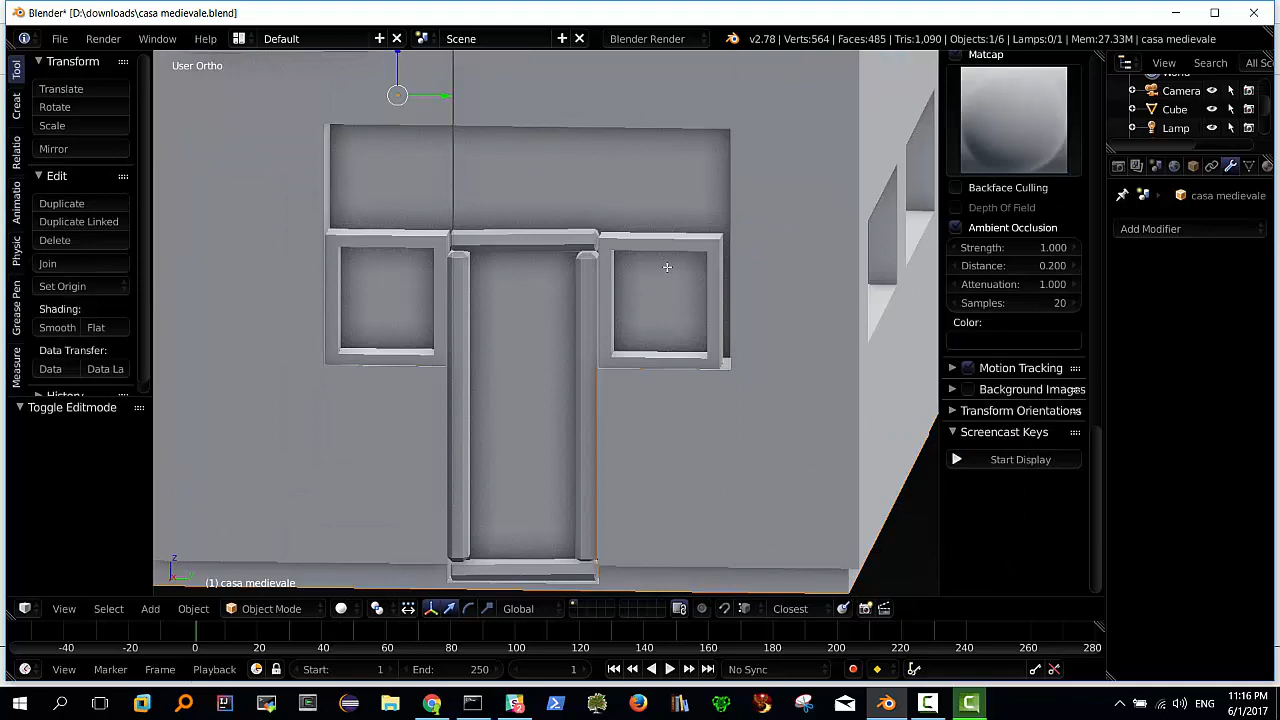 Blender* [D:\downloads\casa medievale.blend]
File Render Window Help Default Scene Blender Render v2.78 | Verts:564 | Faces:485 | Tris:1,090 | Objects:1/6 | Lamps:0/1 | Mem:27.33M | casa medievale
Tool
Creat
Relatio
Animatio
Physic
Grease Pen
Measure
Transform
Translate
Rotate
Scale
Mirror
Edit
Duplicate
Duplicate Linked
Delete
Join
Set Origin
Shading:
Smooth Flat
Data Transfer:
Data Data La
History
Toggle Editmode
User Ortho
z
(1) casa medievale
Matcap
Backface Culling
Depth Of Field
Ambient Occlusion
Strength: 1.000
Distance: 0.200
Attenuation: 1.000
Samples: 20
Color:
Motion Tracking
Background Images
Transform Orientations
Screencast Keys
Start Display
View Search All Sc
World
Camera
Cube
Lamp
casa medievale
Add Modifier
View Select Add Object Object Mode Global Closest
-40 -20 0 20 40 60 80 100 120 140 160 180 200 220 240 260 280
View Marker Frame Playback Start: 1 End: 250 1 No Sync
ENG
11:16 PM
6/1/2017